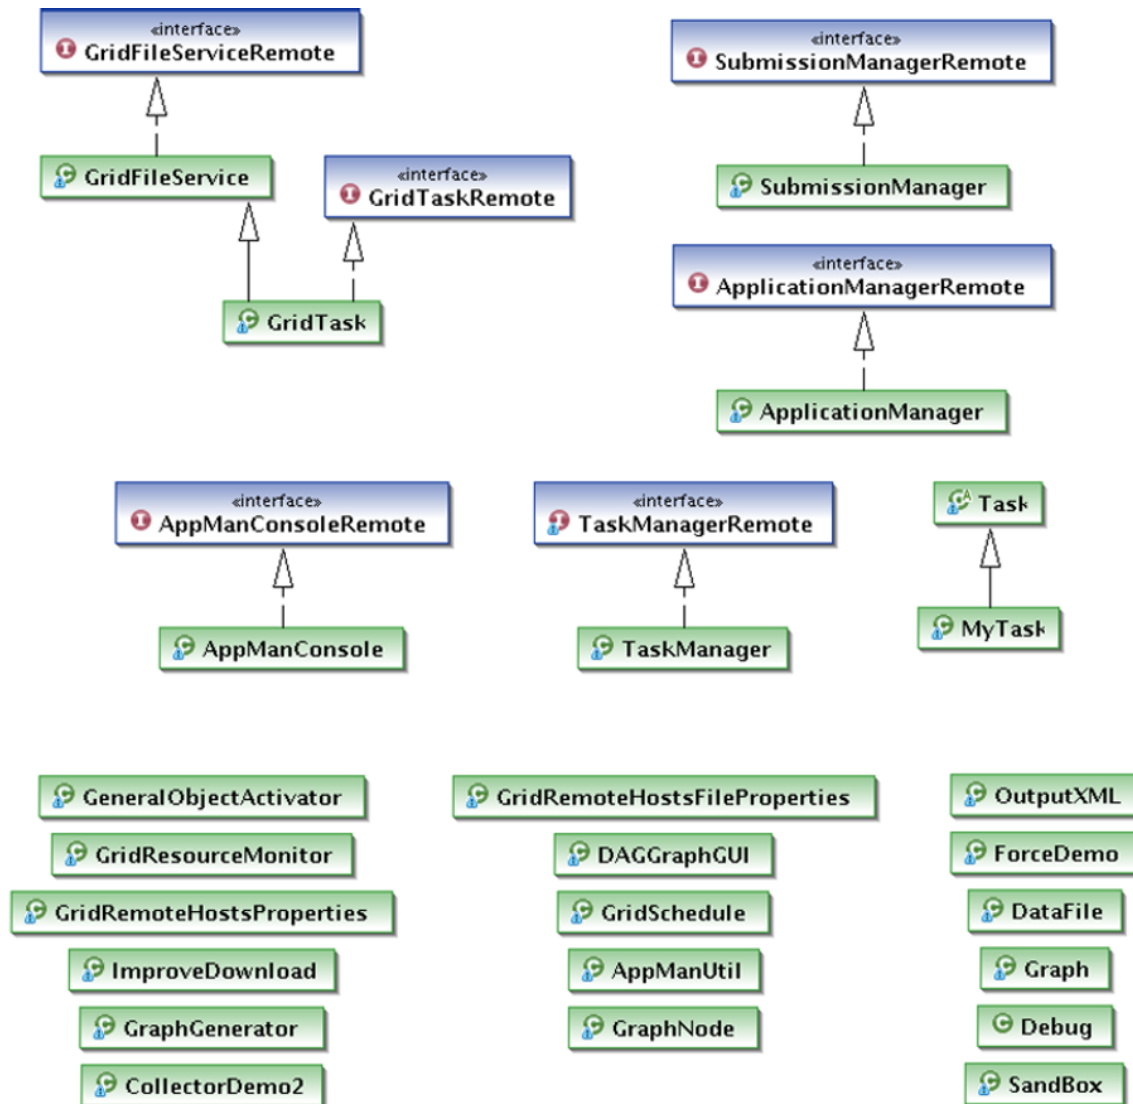 «interface»
GridFileServiceRemote
«interface»
SubmissionManagerRemote
GridFileService
«interface»
GridTaskRemote
SubmissionManager
«interface»
ApplicationManagerRemote
GridTask
ApplicationManager
«interface»
AppManConsoleRemote
«interface»
TaskManagerRemote
Task
AppManConsole
TaskManager
MyTask
GeneralObjectActivator
GridRemoteHostsFileProperties
OutputXML
GridResourceMonitor
DAGGraphGUI
ForceDemo
GridRemoteHostsProperties
GridSchedule
DataFile
ImproveDownload
AppManUtil
Graph
GraphGenerator
GraphNode
Debug
CollectorDemo2
SandBox